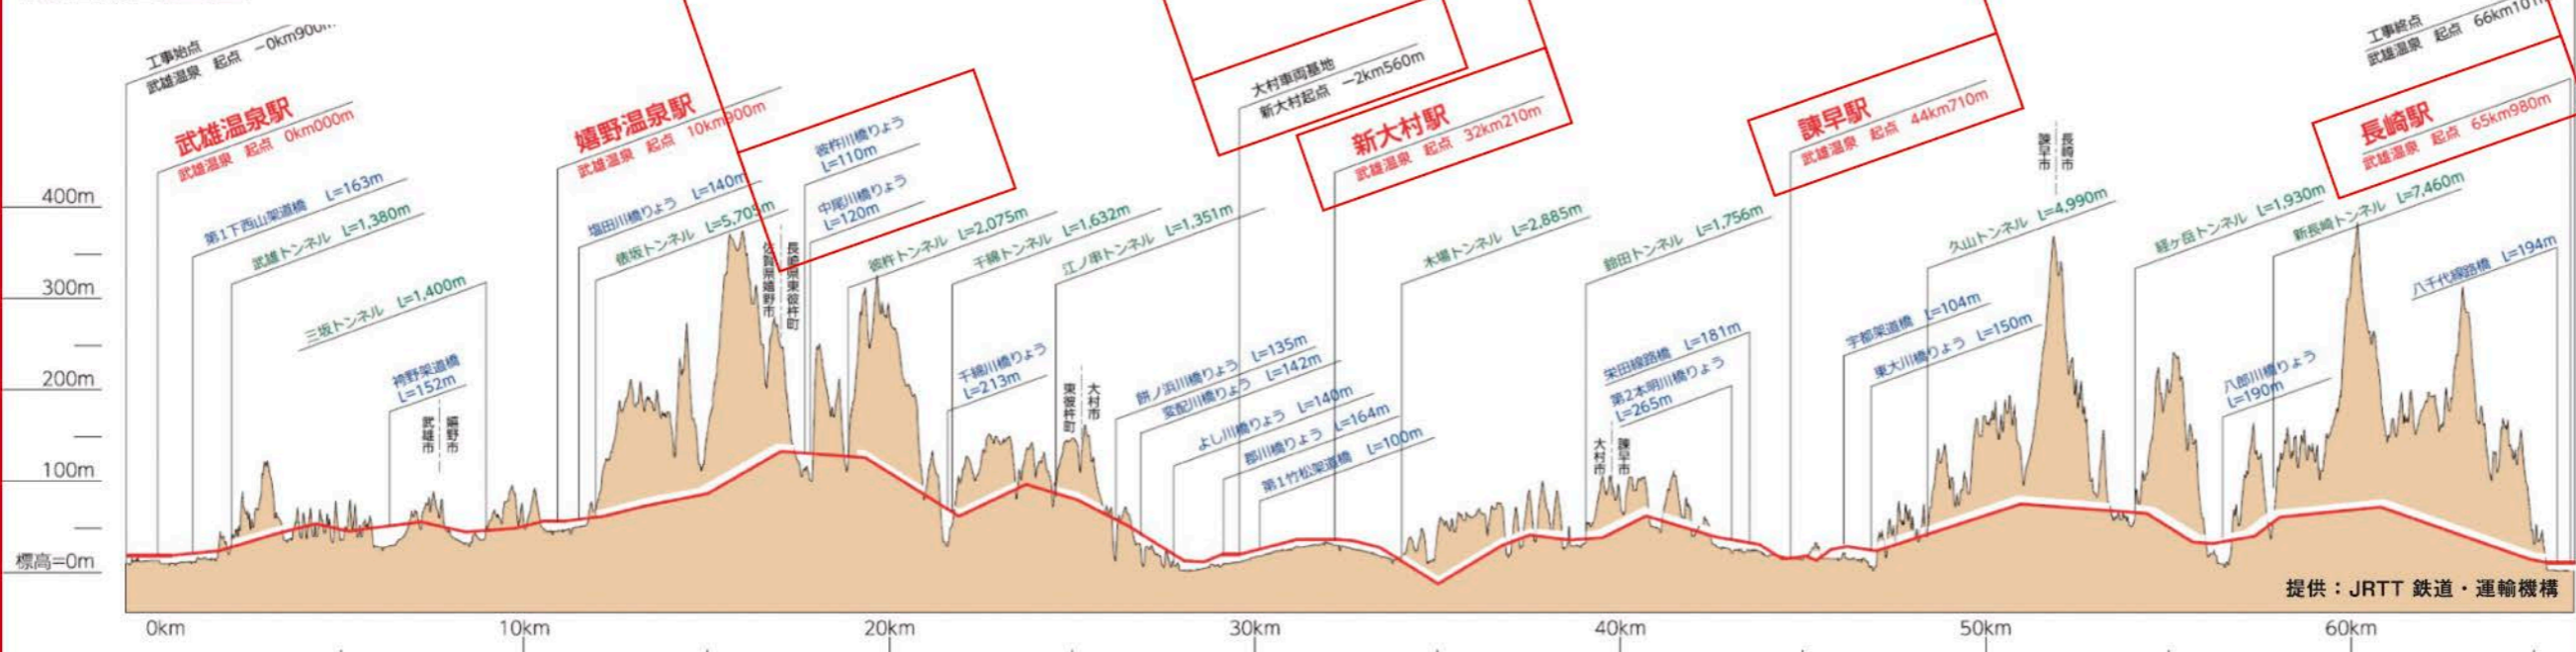 工事始点
武雄温泉 起点 −0km900m
武雄温泉駅
武雄温泉 起点 0km000m
第1下西山架道橋 L=163m
武雄トンネル L=1,380m
三坂トンネル L=1,400m
袴野架道橋
L=152m
武雄市
嬉野市
嬉野温泉駅
武雄温泉 起点 10km900m
塩田川橋りょう L=140m
俵坂トンネル L=5,705m
佐賀県嬉野市
長崎県東彼杵町
彼杵川橋りょう
L=110m
中尾川橋りょう
L=120m
彼杵トンネル L=2,075m
千綿トンネル L=1,632m
江ノ串トンネル L=1,351m
千綿川橋りょう
L=213m
東彼杵町
大村市
餅ノ浜川橋りょう L=135m
変配川橋りょう L=142m
よし川橋りょう L=140m
郡川橋りょう L=164m
第1竹松架道橋 L=100m
大村車両基地
新大村起点 −2km560m
新大村駅
武雄温泉 起点 32km210m
木場トンネル L=2,885m
鈴田トンネル L=1,756m
大村市
諫早市
栄田線路橋 L=181m
第2本明川橋りょう
L=265m
諫早駅
武雄温泉 起点 44km710m
宇都架道橋 L=104m
東大川橋りょう L=150m
久山トンネル L=4,990m
諫早市
長崎市
経ヶ岳トンネル L=1,930m
八郎川橋りょう
L=190m
新長崎トンネル L=7,460m
八千代線路橋 L=194m
工事終点
武雄温泉 起点
長崎駅
武雄温泉 起点 65km980m
400m
300m
200m
100m
標高=0m
提供：JRTT 鉄道・運輸機構
0km
10km
20km
30km
40km
50km
60km